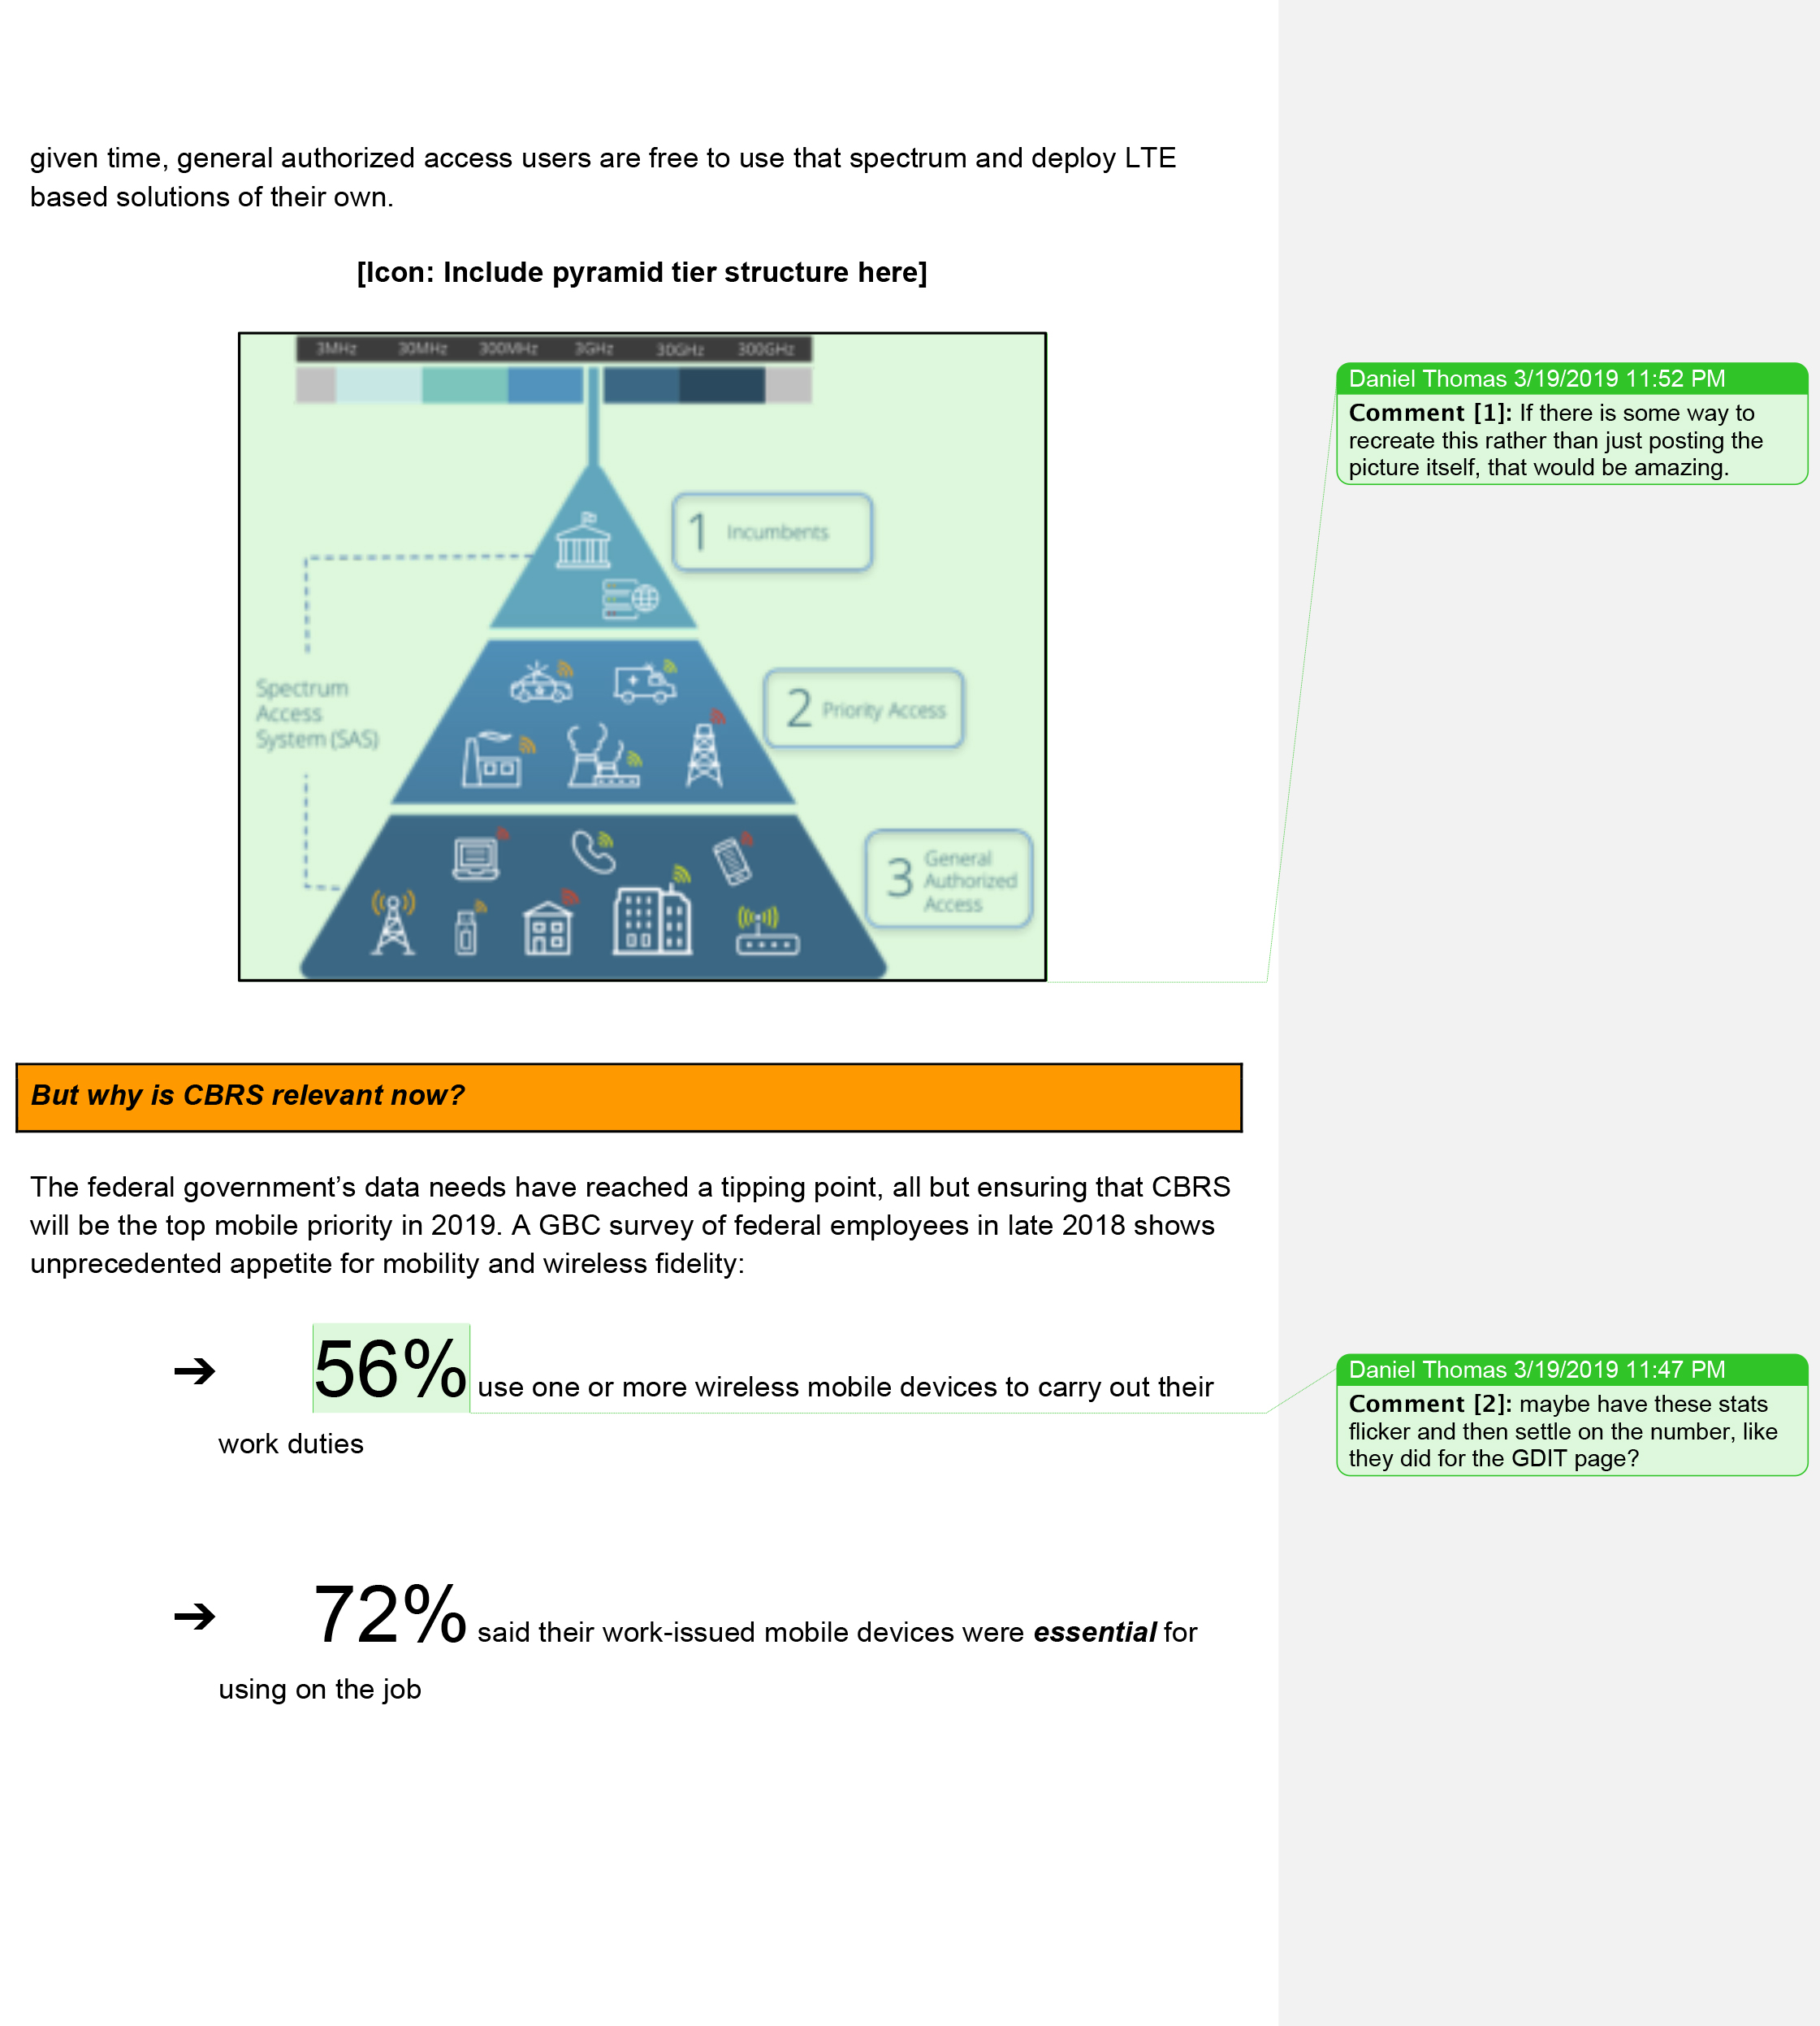 given time, general authorized access users are free to use that spectrum and deploy LTE
based solutions of their own.
[Icon: Include pyramid tier structure here]
3MHz 30MHz 300MHz 3GHz 30GHz 300GHz
1 Incumbents
Spectrum
Access
System (SAS)
2 Priority Access
3 General
Authorized
Access
Daniel Thomas 3/19/2019 11:52 PM
Comment [1]: If there is some way to
recreate this rather than just posting the
picture itself, that would be amazing.
But why is CBRS relevant now?
The federal government’s data needs have reached a tipping point, all but ensuring that CBRS
will be the top mobile priority in 2019. A GBC survey of federal employees in late 2018 shows
unprecedented appetite for mobility and wireless fidelity:
➔ 56% use one or more wireless mobile devices to carry out their
work duties
Daniel Thomas 3/19/2019 11:47 PM
Comment [2]: maybe have these stats
flicker and then settle on the number, like
they did for the GDIT page?
➔ 72% said their work-issued mobile devices were essential for
using on the job